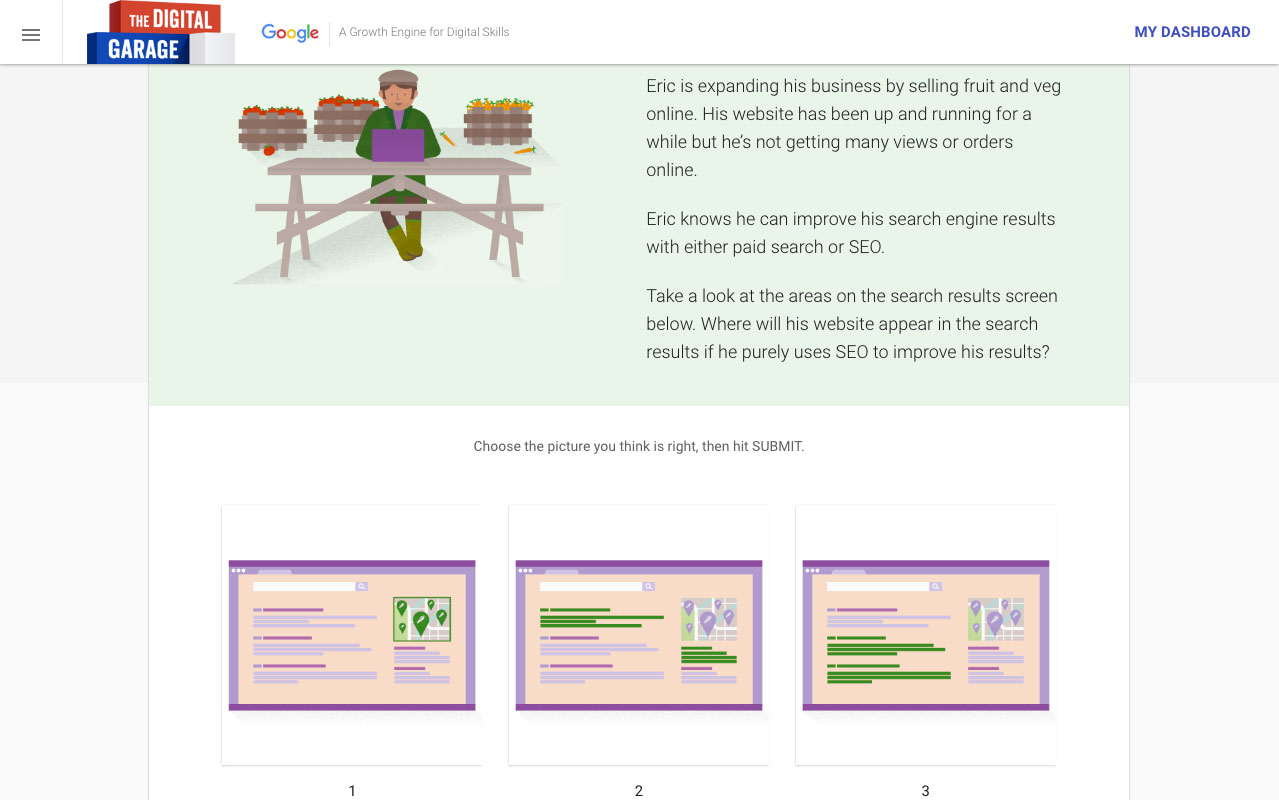 THE DIGITAL
GARAGE
Google
A Growth Engine for Digital Skills
MY DASHBOARD
Eric is expanding his business by selling fruit and veg
online. His website has been up and running for a
while but he’s not getting many views or orders
online.
Eric knows he can improve his search engine results
with either paid search or SEO.
Take a look at the areas on the search results screen
below. Where will his website appear in the search
results if he purely uses SEO to improve his results?
Choose the picture you think is right, then hit SUBMIT.
1
2
3